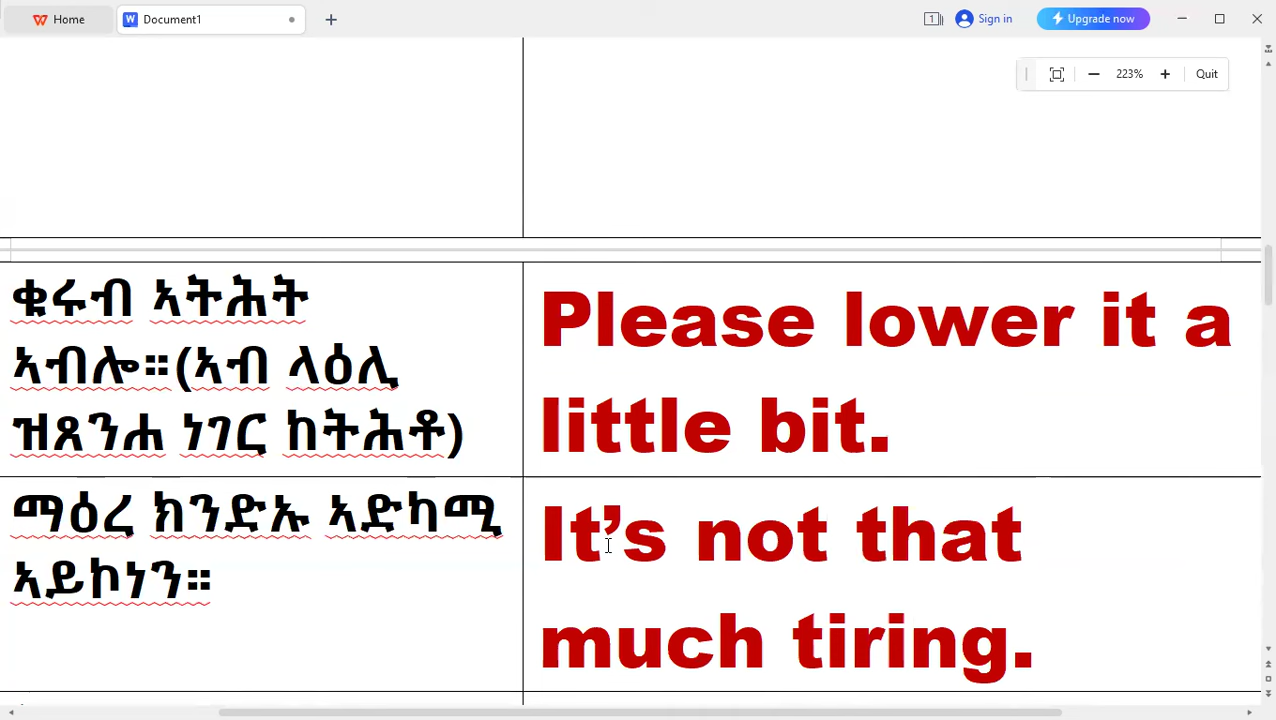 Home
Document1
1
Sign in
Upgrade now
223%
Quit
ቁሩብ ኣትሕት
ኣብሎ።(ኣብ ላዕሊ
ዝጸንሐ ነገር ከትሕቶ)
Please lower it a
little bit.
ማዕረ ክንድኡ ኣድካሚ
ኣይኮነን።
It’s not that
much tiring.